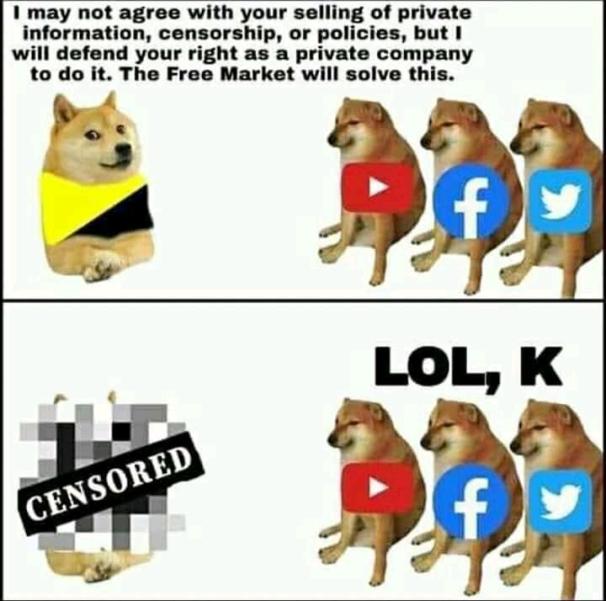 I may not agree with your selling of private
information, censorship, or policies, but I
will defend your right as a private company
to do it. The Free Market will solve this.
f
LOL, K
CENSORED
f